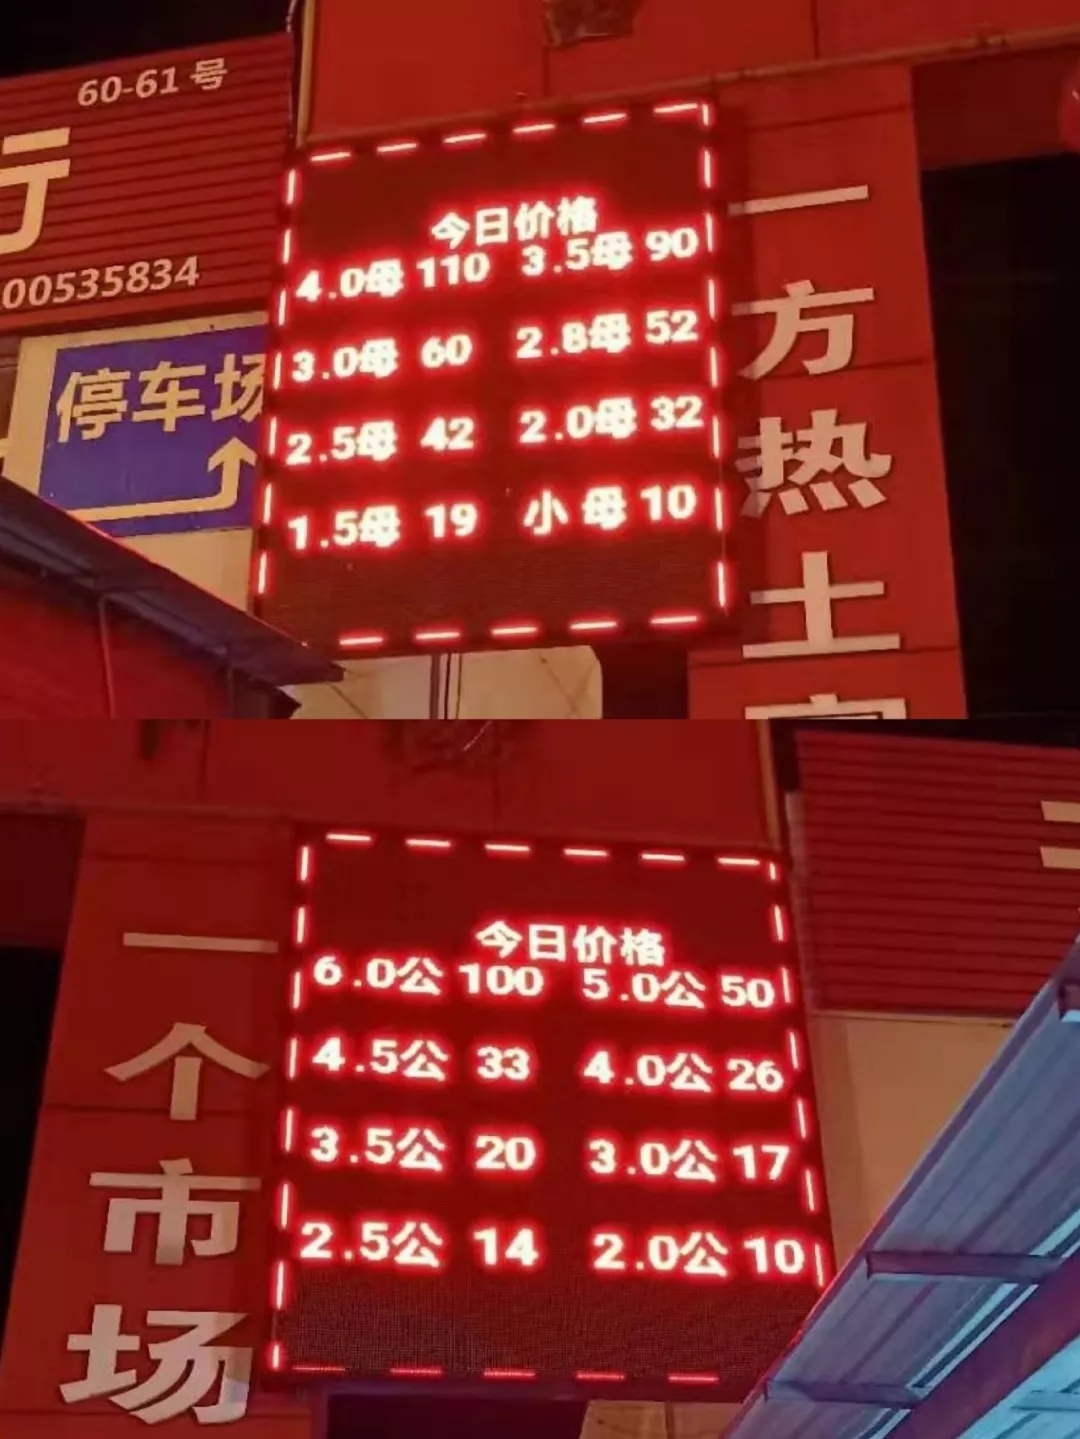 60-61 号
行
00535834
停车场
今日价格
4.0母 110 3.5母 90
3.0母 60 2.8母 52
2.5母 42 2.0母 32
1.5母 19 小 母 10
一方热土
今日价格
6.0公 100 5.0公 50
4.5公 33 4.0公 26
3.5公 20 3.0公 17
2.5公 14 2.0公 10
一个市场